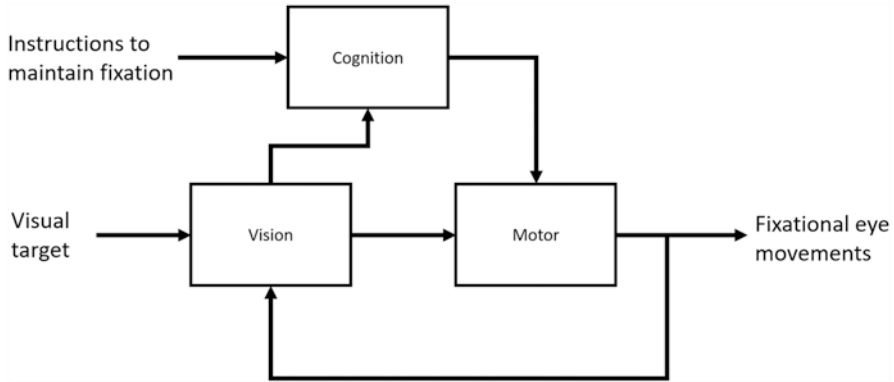 Instructions to
maintain fixation
Cognition
Visual
target
Vision
Motor
Fixational eye
movements